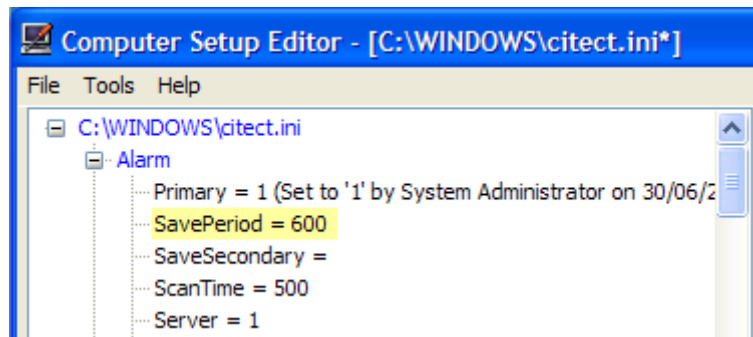 Computer Setup Editor - [C:\WINDOWS\citect.ini*]
File Tools Help
C:\WINDOWS\citect.ini
Alarm
Primary = 1 (Set to '1' by System Administrator on 30/06/2
SavePeriod = 600
SaveSecondary =
ScanTime = 500
Server = 1